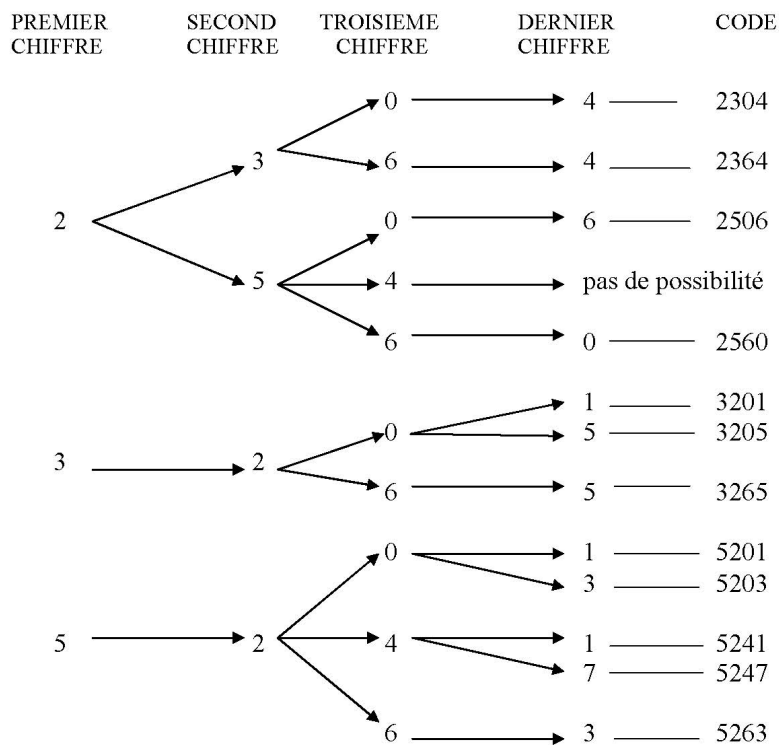 PREMIER CHIFFRE
SECOND CHIFFRE
TROISIEME CHIFFRE
DERNIER CHIFFRE
CODE
0 4 2304
3
6 4 2364
2
0 6 2506
5 4 pas de possibilité
6 0 2560
1 3201
0 5 3205
3 2
6 5 3265
0 1 5201
3 5203
5 2 4 1 5241
7 5247
6 3 5263